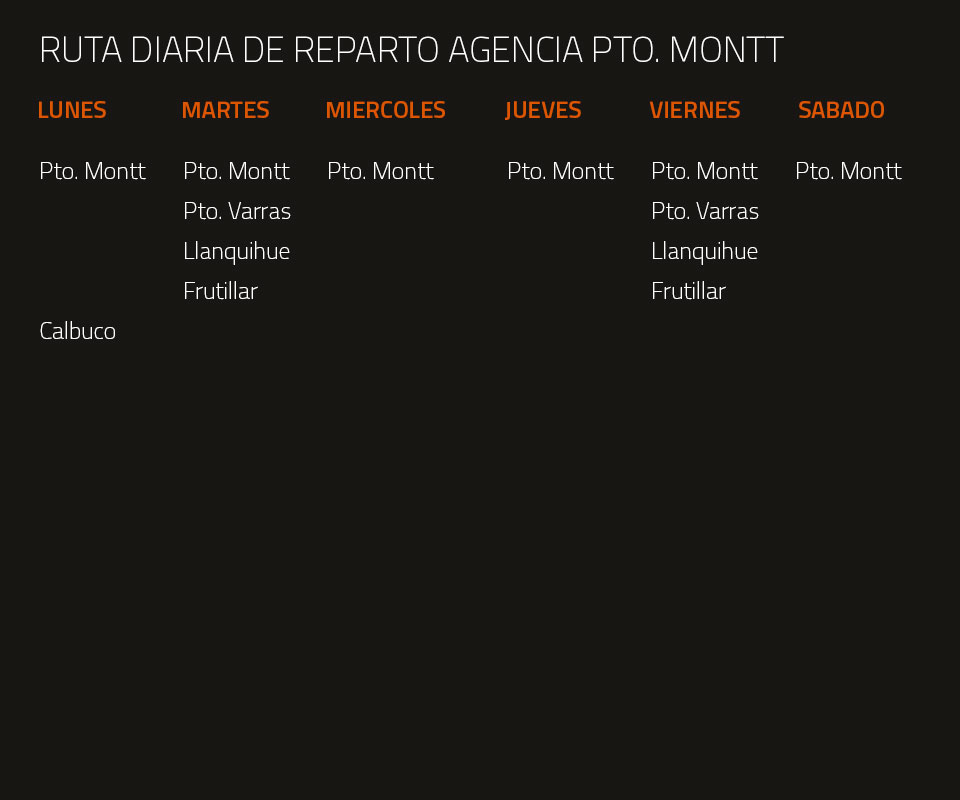 RUTA DIARIA DE REPARTO AGENCIA PTO. MONTT
LUNES MARTES MIERCOLES JUEVES VIERNES SABADO
Pto. Montt Pto. Montt Pto. Montt Pto. Montt Pto. Montt Pto. Montt
Pto. Varras Pto. Varras
Llanquihue Llanquihue
Frutillar Frutillar
Calbuco